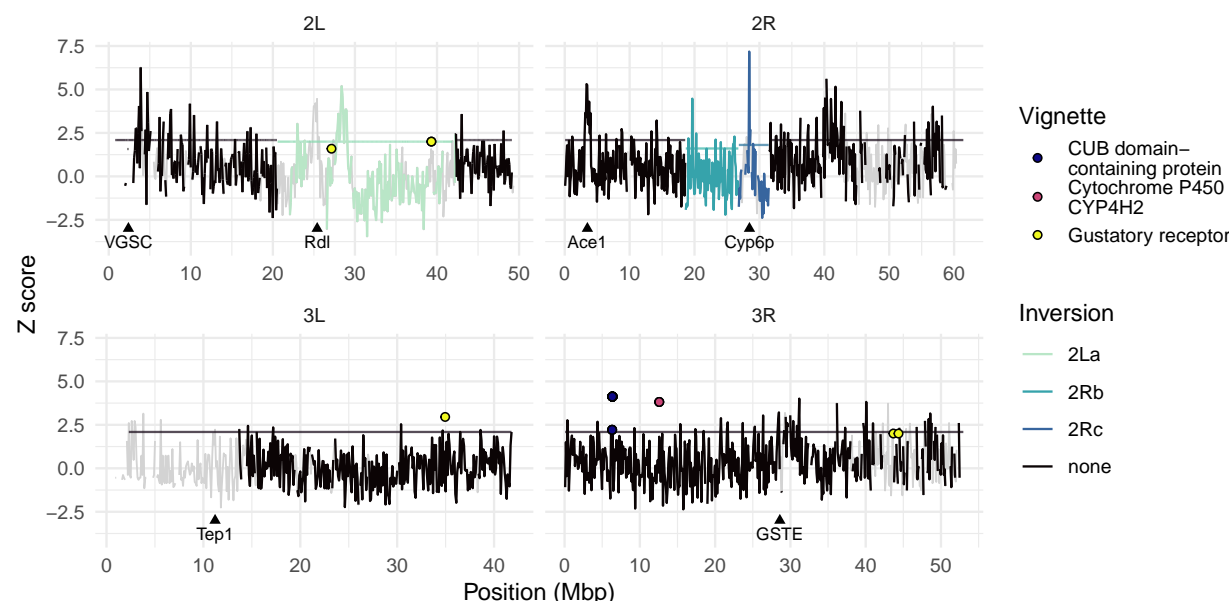 2L
2R
7.5
5.0
2.5
0.0
−2.5
VGSC
Rdl
Ace1
Cyp6p
0 10 20 30 40 50
0 10 20 30 40 50 60
Z score
3L
3R
7.5
5.0
2.5
0.0
−2.5
Tep1
GSTE
0 10 20 30 40
0 10 20 30 40 50
Position (Mbp)
Vignette
CUB domain−
containing protein
Cytochrome P450
CYP4H2
Gustatory receptor
Inversion
2La
2Rb
2Rc
none